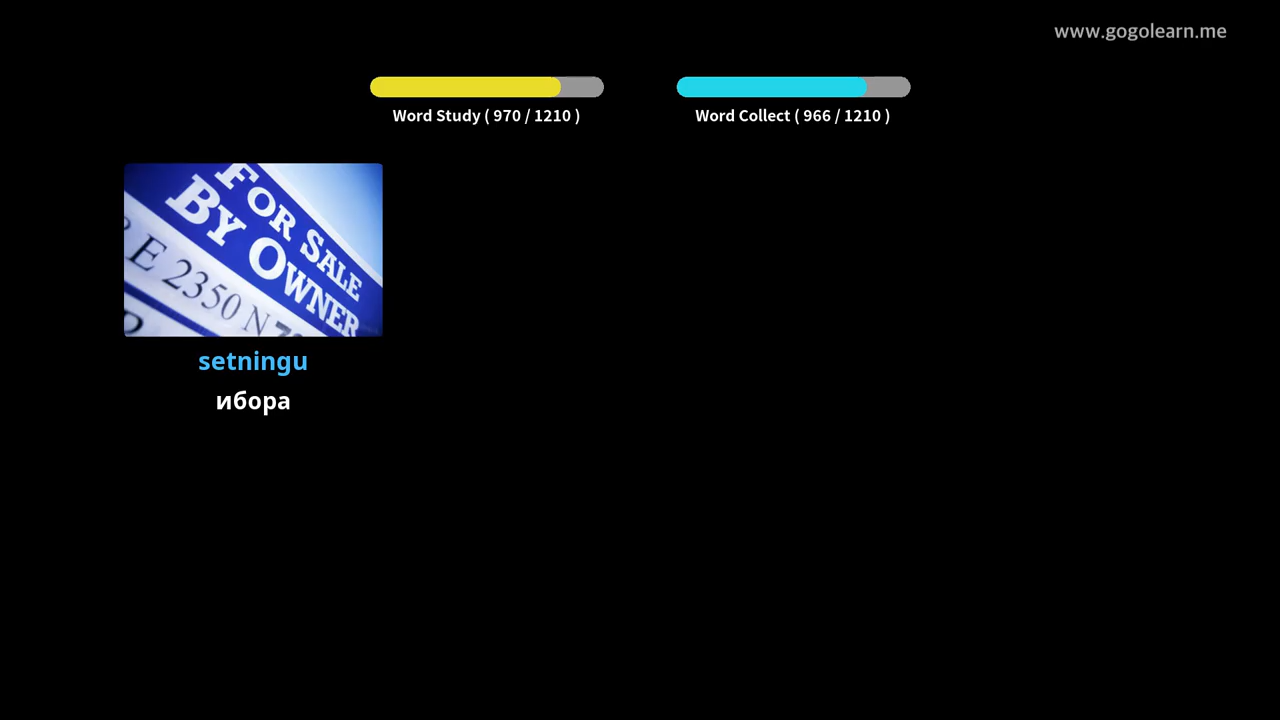 www.gogolearn.me
Word Study ( 970 / 1210 )
Word Collect ( 966 / 1210 )
FOR SALE
BY OWNER
E 2350 N
setningu
ибора